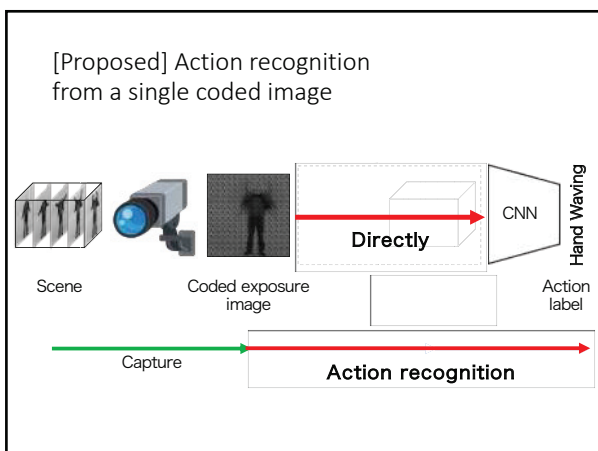 [Proposed] Action recognition
from a single coded image
Directly
CNN
Hand Waving
Scene
Coded exposure
image
Action
label
Capture
Action recognition